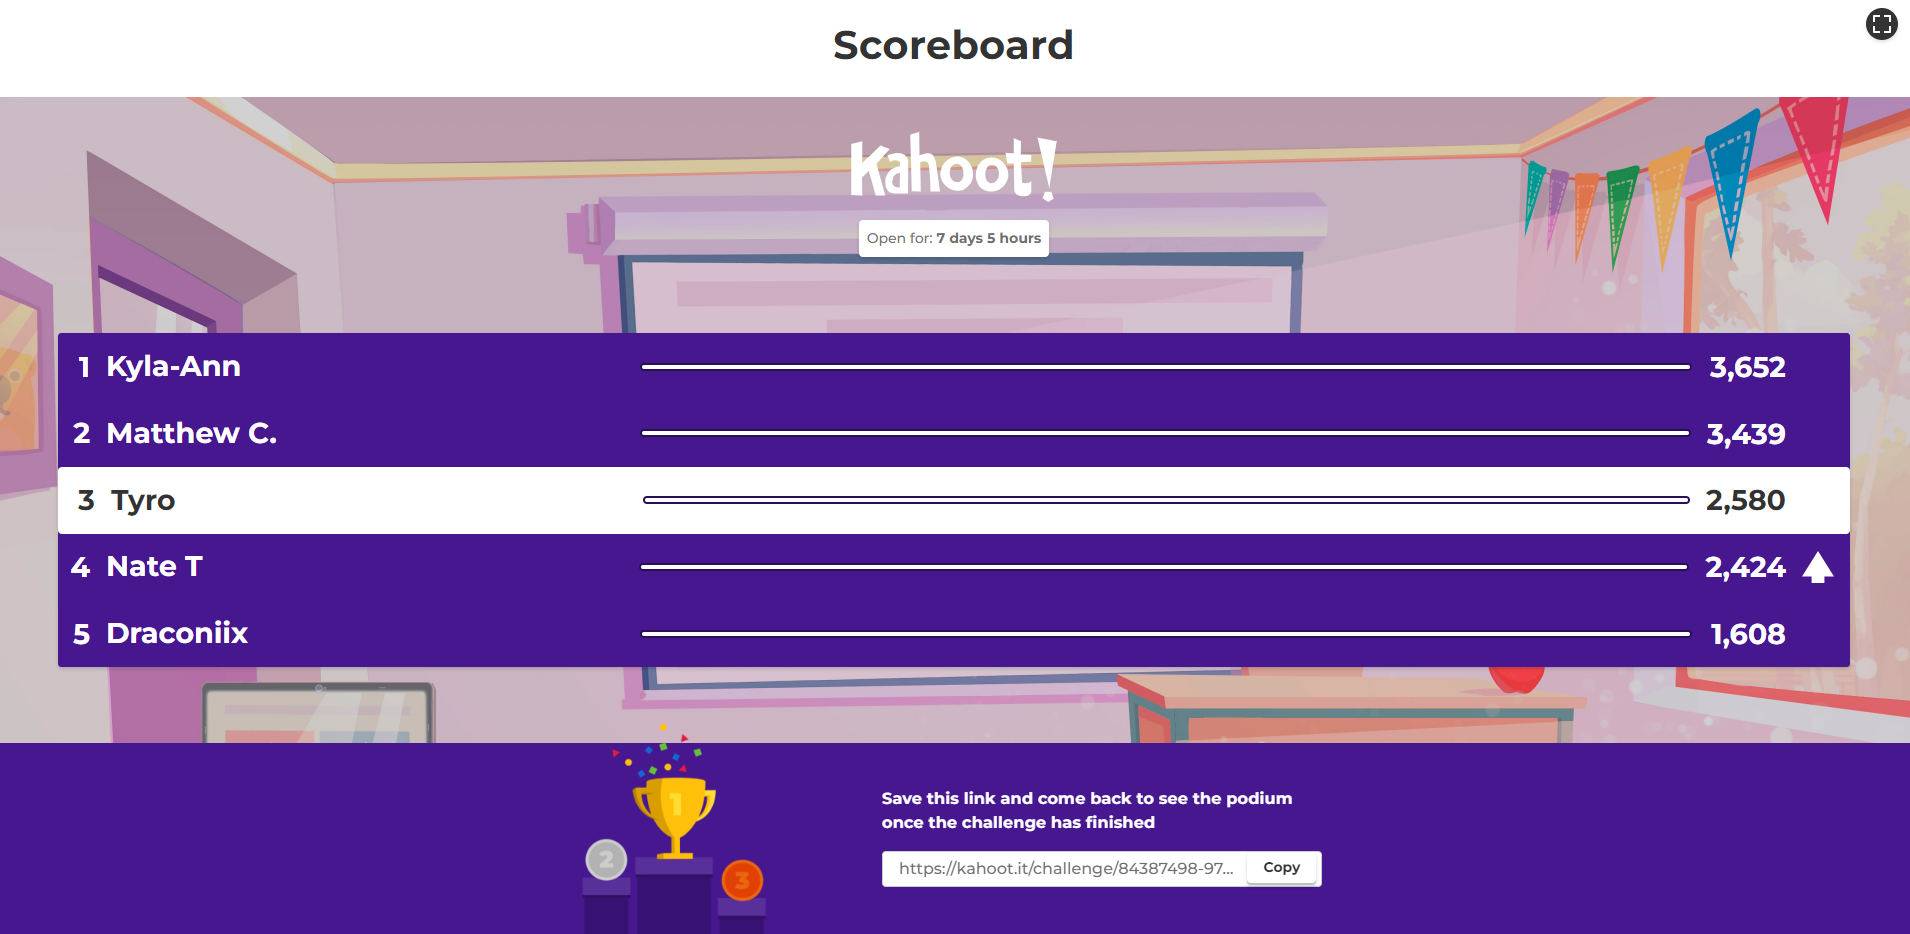 Scoreboard
Kahoot!
Open for: 7 days 5 hours
1 Kyla-Ann 3,652
2 Matthew C. 3,439
3 Tyro 2,580
4 Nate T 2,424
5 Draconiix 1,608
1
2
3
Save this link and come back to see the podium
once the challenge has finished
https://kahoot.it/challenge/84387498-97... Copy